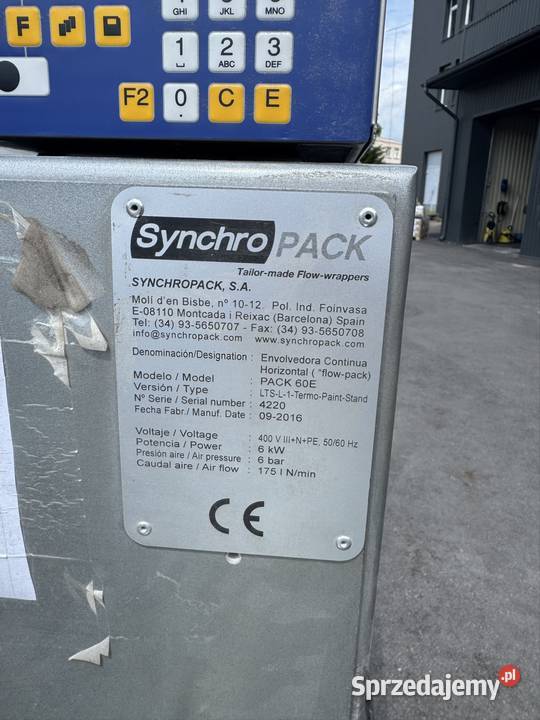 GHI JKL MNO
F
1 2 3
ABC DEF
F2 0 C E
Synchro PACK
Tailor-made Flow-wrappers
SYNCHROPACK, S.A.
Molí d'en Bisbe, nº 10-12. Pol. Ind. Foinvasa
E-08110 Montcada i Reixac (Barcelona) Spain
Tel: (34) 93-5650707 - Fax: (34) 93-5650708
info@synchropack.com www.synchropack.com
Denominación/Designation : Envolvedora Continua
Horizontal ( "flow-pack)
Modelo / Model : PACK 60E
Versión / Type : LTS-L-1-Termo-Paint-Stand
Nº Serie / Serial number : 4220
Fecha Fabr./ Manuf. Date : 09-2016
Voltaje / Voltage : 400 V III+N+PE, 50/60 Hz
Potencia / Power : 6 kW
Presión aire / Air pressure : 6 bar
Caudal aire / Air flow : 175 l N/min
CE
Sprzedajemy.pl